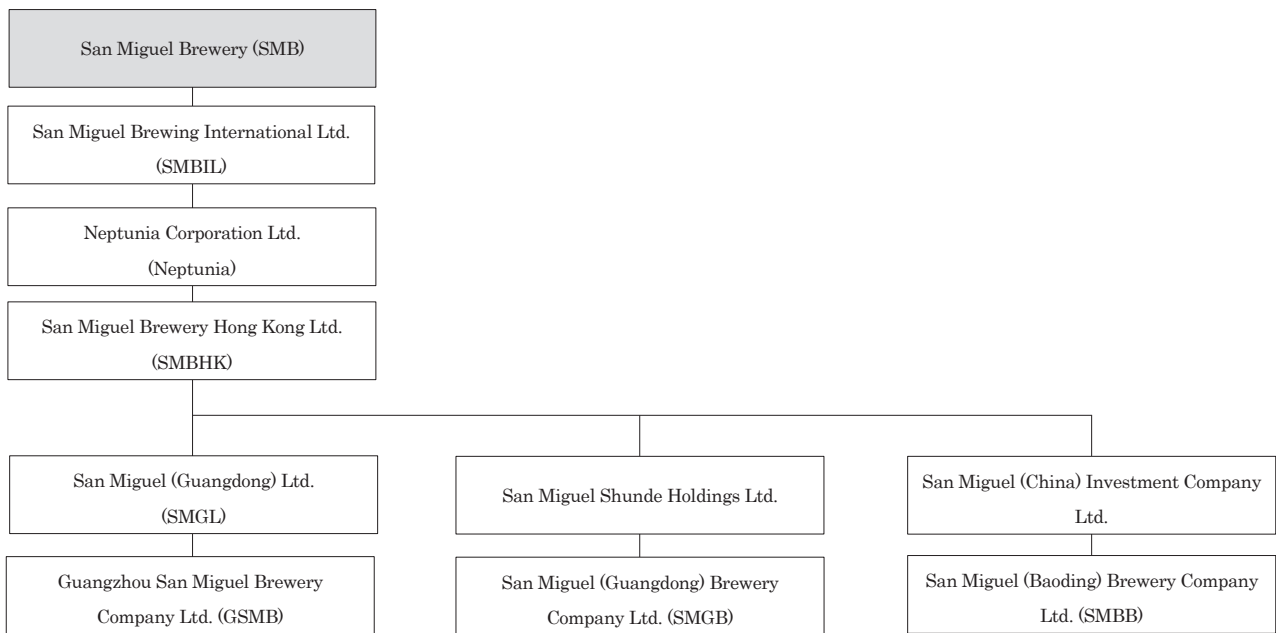 San Miguel Brewery (SMB)
San Miguel Brewing International Ltd.
(SMBIL)
Neptunia Corporation Ltd.
(Neptunia)
San Miguel Brewery Hong Kong Ltd.
(SMBHK)
San Miguel (Guangdong) Ltd.
(SMGL)
San Miguel Shunde Holdings Ltd.
San Miguel (China) Investment Company
Ltd.
Guangzhou San Miguel Brewery
Company Ltd. (GSMB)
San Miguel (Guangdong) Brewery
Company Ltd. (SMGB)
San Miguel (Baoding) Brewery Company
Ltd. (SMBB)